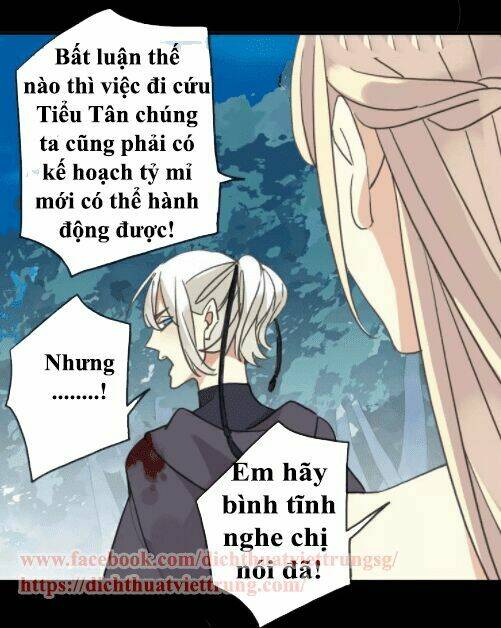 Bất luận thế
nào thì việc đi cứu
Tiểu Tân chúng
ta cũng phải có
kế hoạch tỷ mỉ
mới có thể hành
động được!
Nhưng
........!
Em hãy
bình tĩnh
nghe chị
nói đã!
www.facebook.com/dichthuatviettrungsg/
https://dichthuatviettrung.com/